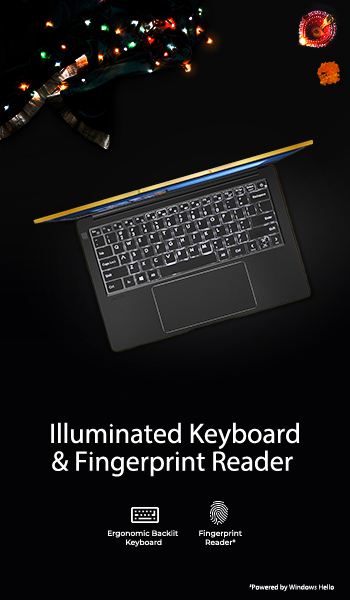 Illuminated Keyboard
& Fingerprint Reader
Ergonomic Backlit
Keyboard
Fingerprint
Reader*
*Powered by Windows Hello